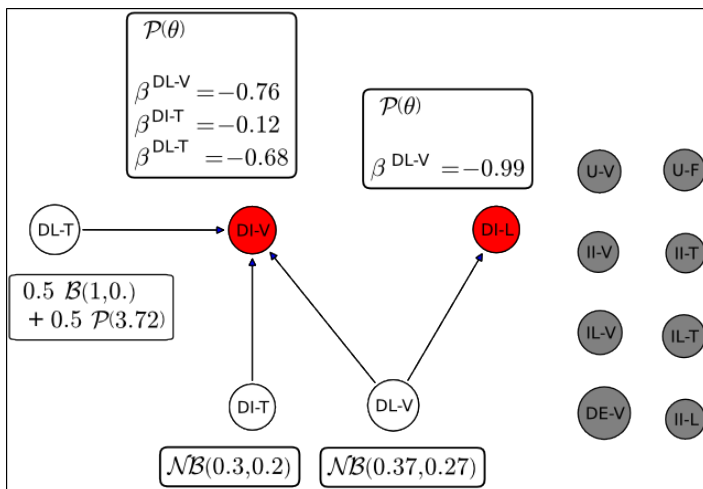 𝒫(θ)
β^DL-V = −0.76
β^DI-T = −0.12
β^DL-T = −0.68
𝒫(θ)
β^DL-V = −0.99
U-V
U-F
DL-T
DI-V
DI-L
II-V
II-T
0.5 ℬ(1,0.)
+ 0.5 𝒫(3.72)
IL-V
IL-T
DI-T
DL-V
DE-V
II-L
𝒩ℬ(0.3,0.2)
𝒩ℬ(0.37,0.27)